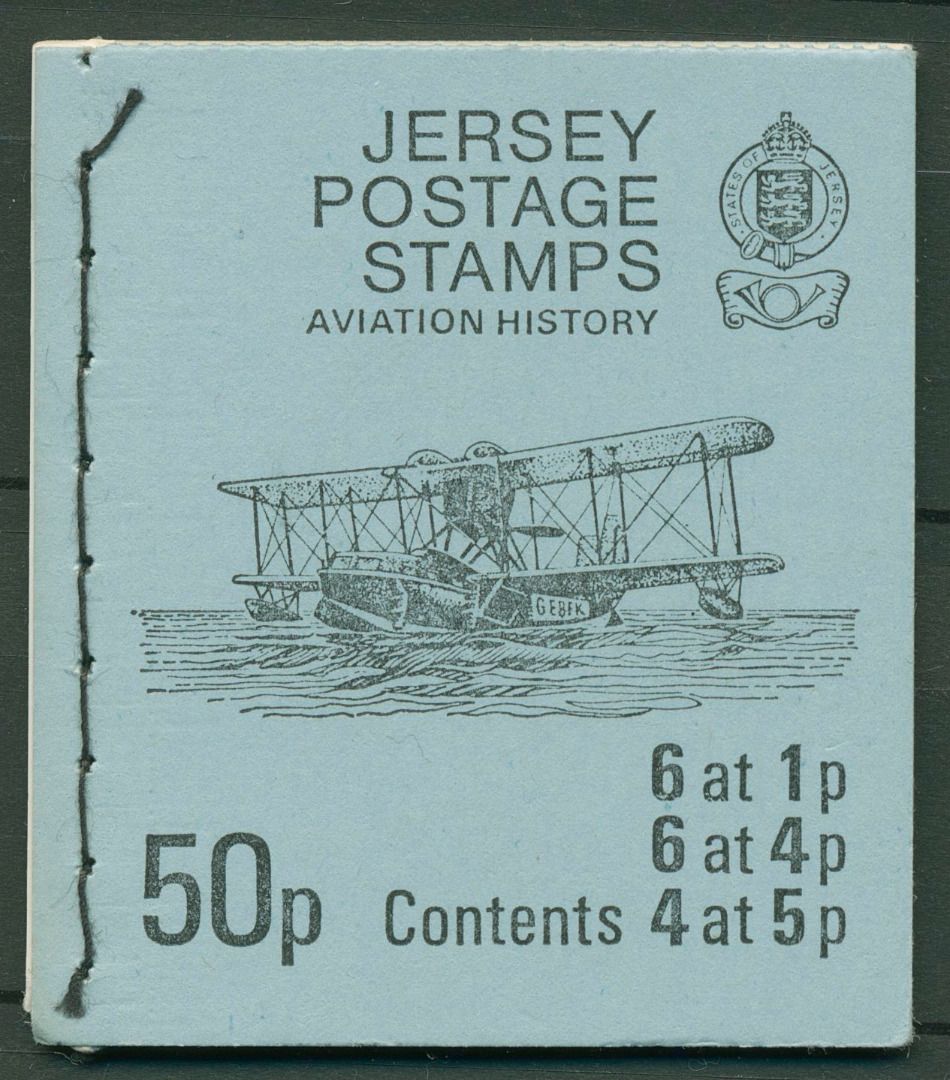 JERSEY
POSTAGE
STAMPS
AVIATION HISTORY
STATES OF JERSEY
GEBFK
6 at 1p
6 at 4p
50p Contents 4 at 5p